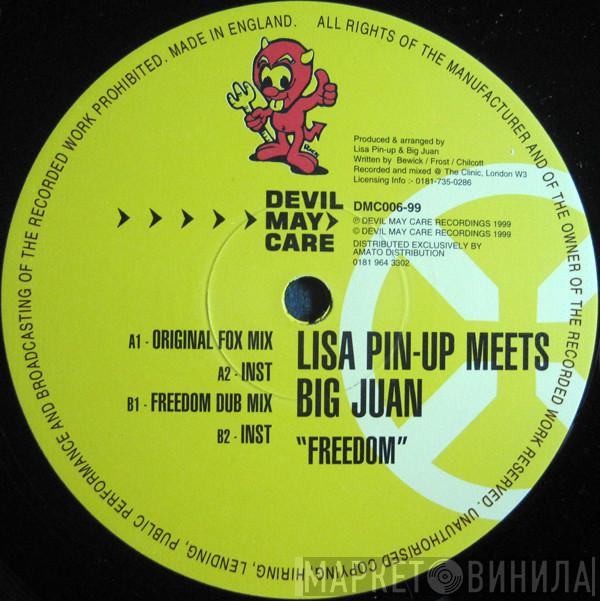 ALL RIGHTS OF THE MANUFACTURER AND OF THE OWNER OF THE RECORDED WORK RESERVED. UNAUTHORISED COPYING, HIRING, LENDING, PUBLIC PERFORMANCE AND BROADCASTING OF THE RECORDED WORK PROHIBITED. MADE IN ENGLAND.
Produced & arranged by
Lisa Pin-up & Big Juan
Written by Bewick / Frost / Chilcott
Recorded and mixed @ The Clinic, London W3
Licensing Info :- 0181-735-0286
DEVIL
MAY
CARE
DMC006-99
℗ DEVIL MAY CARE RECORDINGS 1999
© DEVIL MAY CARE RECORDINGS 1999
DISTRIBUTED EXCLUSIVELY BY
AMATO DISTRIBUTION
0181 964 3302
A1 - ORIGINAL FOX MIX
A2 - INST
B1 - FREEDOM DUB MIX
B2 - INST
LISA PIN-UP MEETS
BIG JUAN
"FREEDOM"
МАРКЕТ ВИНИЛА